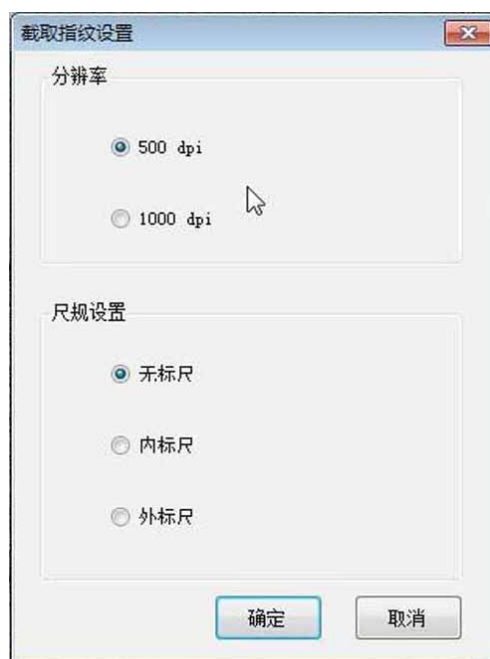 截取指纹设置
分辨率
500 dpi
1000 dpi
尺规设置
无标尺
内标尺
外标尺
确定 取消